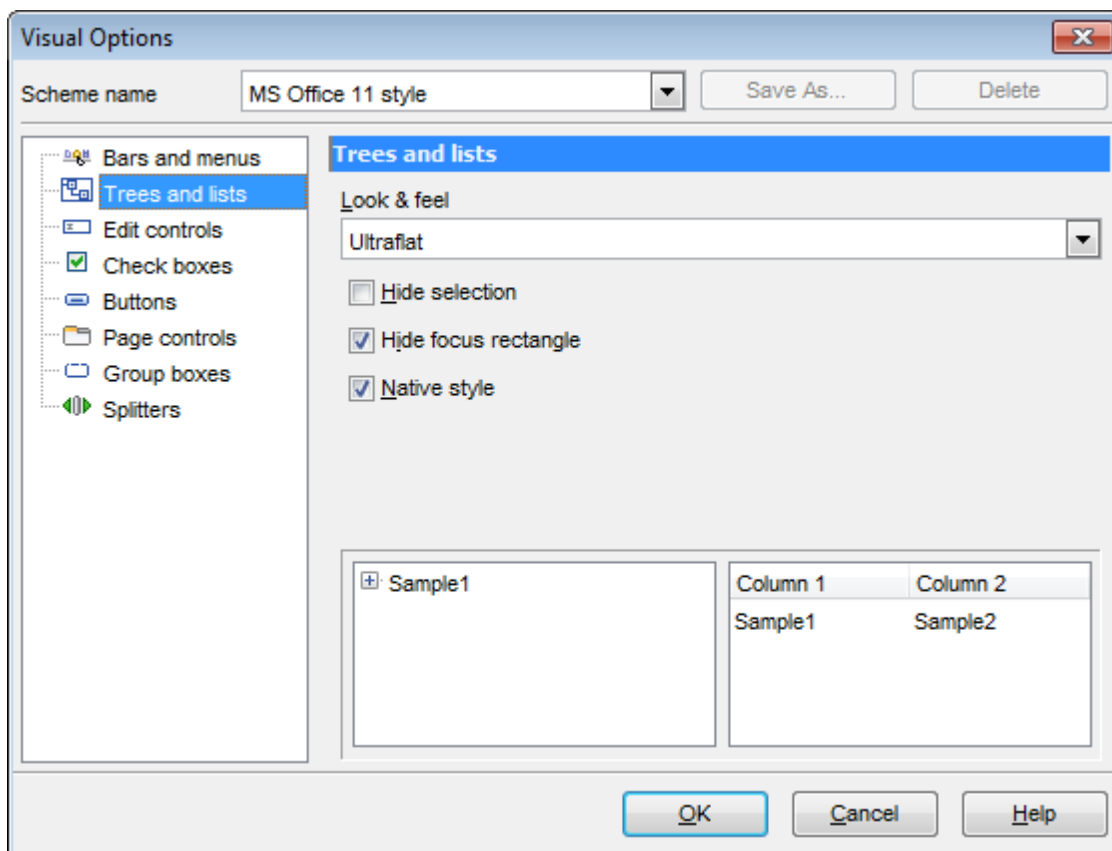 Visual Options
Scheme name
MS Office 11 style
Save As...
Delete
Bars and menus
Trees and lists
Edit controls
Check boxes
Buttons
Page controls
Group boxes
Splitters
Trees and lists
Look & feel
Ultraflat
Hide selection
Hide focus rectangle
Native style
Sample1
Column 1 Column 2
Sample1 Sample2
OK
Cancel
Help